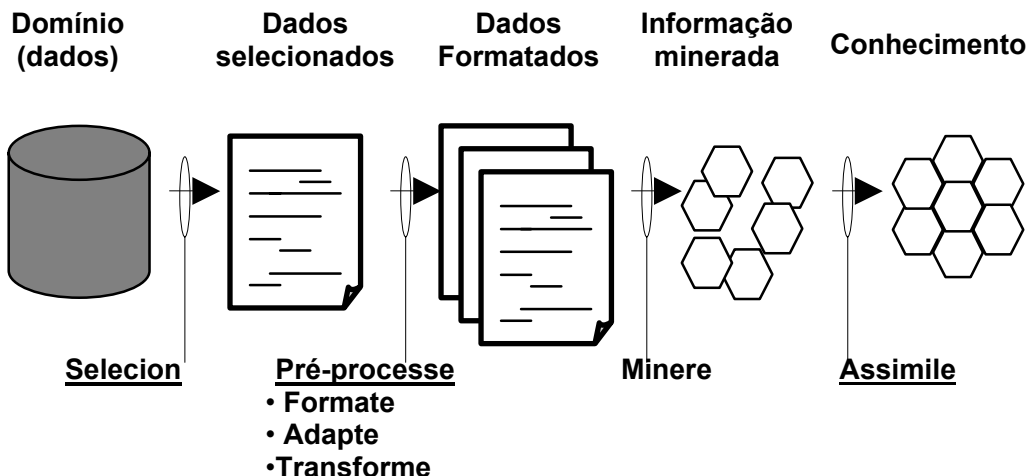 Domínio
(dados)
Dados
selecionados
Dados
Formatados
Informação
minerada
Conhecimento
Selecion
Pré-processe
• Formate
• Adapte
•Transforme
Minere
Assimile